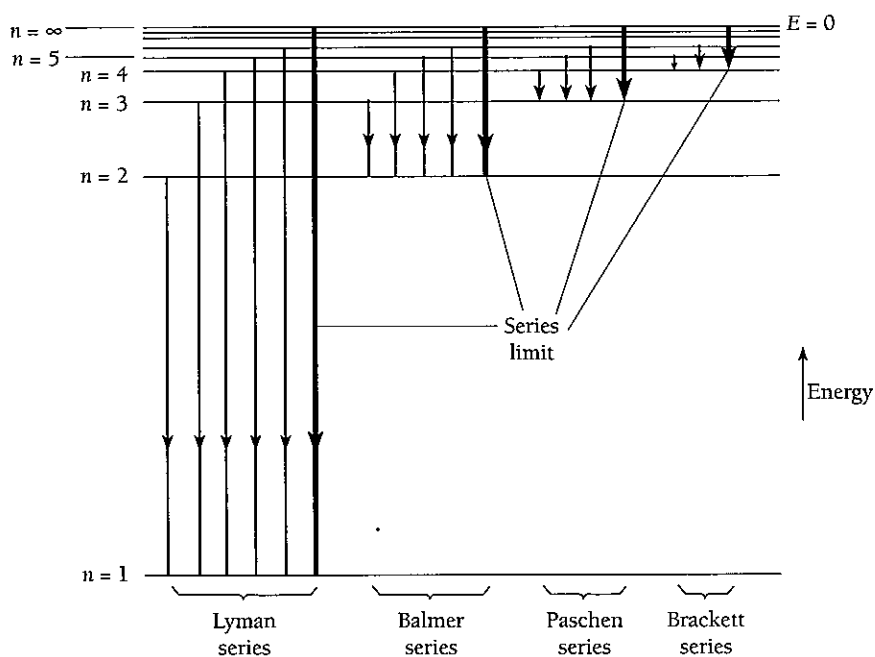 n = ∞
E = 0
n = 5
n = 4
n = 3
n = 2
Series
limit
Energy
n = 1
Lyman
series
Balmer
series
Paschen
series
Brackett
series